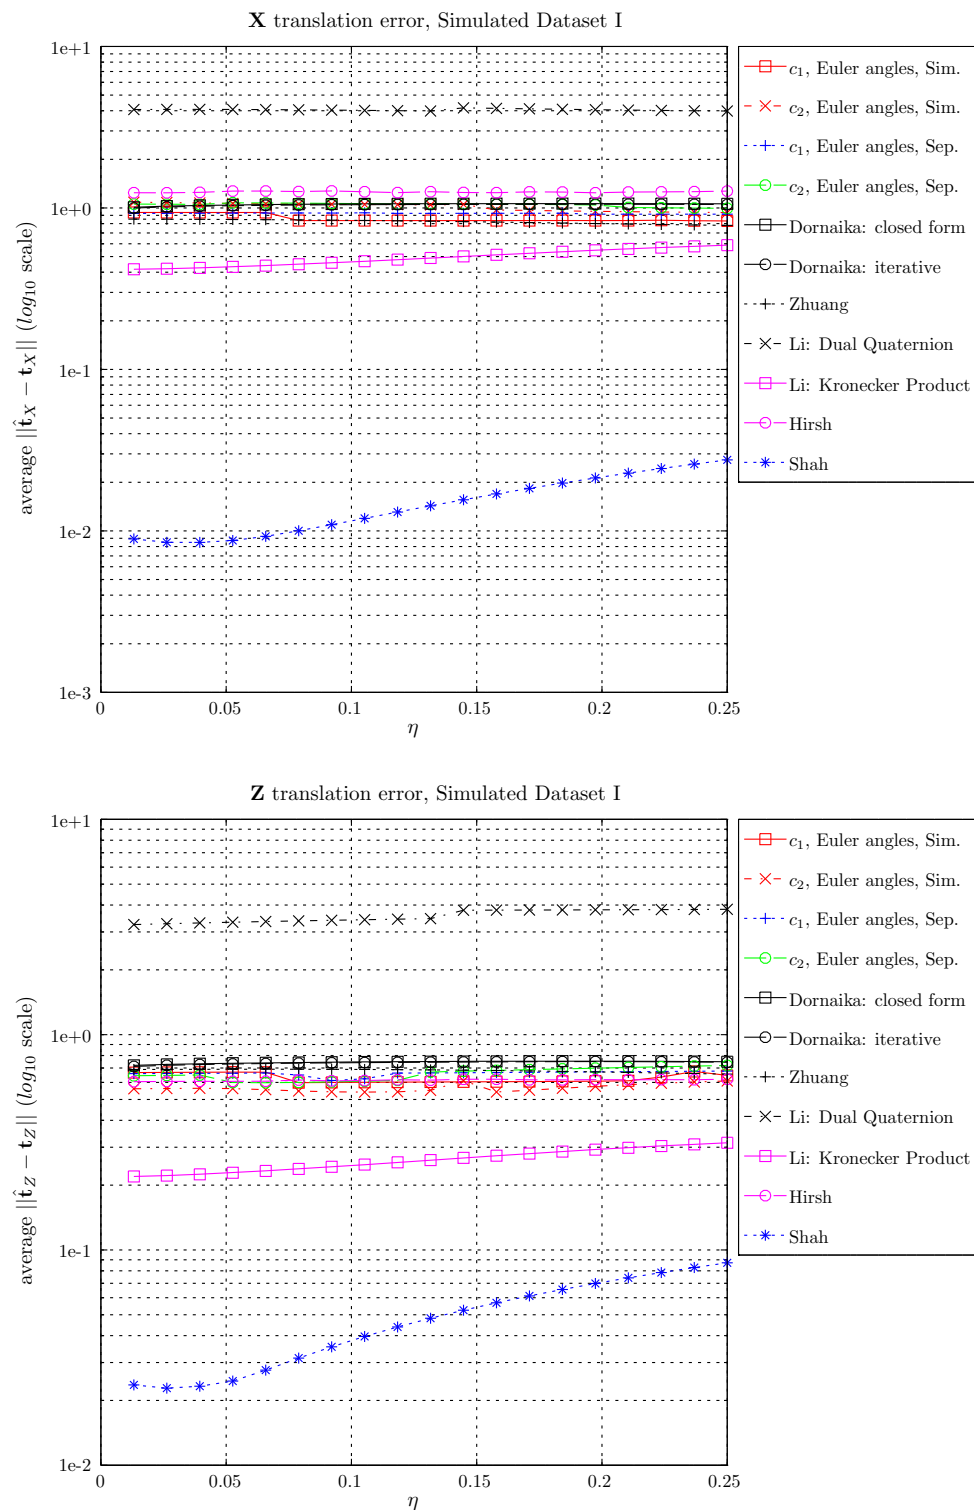 X translation error, Simulated Dataset I
average ||t̂_X − t_X|| (log10 scale)
1e+1
1e+0
1e-1
1e-2
1e-3
0 0.05 0.1 0.15 0.2 0.25
η
c1, Euler angles, Sim.
c2, Euler angles, Sim.
c1, Euler angles, Sep.
c2, Euler angles, Sep.
Dornaika: closed form
Dornaika: iterative
Zhuang
Li: Dual Quaternion
Li: Kronecker Product
Hirsh
Shah
Z translation error, Simulated Dataset I
average ||t̂_Z − t_Z|| (log10 scale)
1e+1
1e+0
1e-1
1e-2
0 0.05 0.1 0.15 0.2 0.25
η
c1, Euler angles, Sim.
c2, Euler angles, Sim.
c1, Euler angles, Sep.
c2, Euler angles, Sep.
Dornaika: closed form
Dornaika: iterative
Zhuang
Li: Dual Quaternion
Li: Kronecker Product
Hirsh
Shah